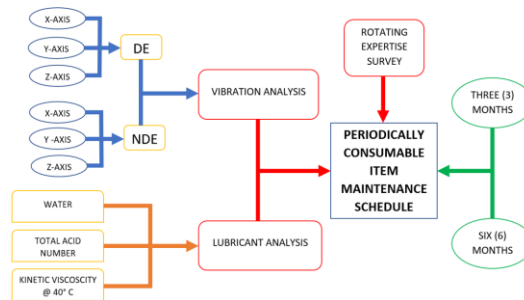 X-AXIS
Y-AXIS
Z-AXIS
DE
X-AXIS
Y -AXIS
Z-AXIS
NDE
VIBRATION ANALYSIS
ROTATING
EXPERTISE
SURVEY
THREE (3)
MONTHS
PERIODICALLY
CONSUMABLE
ITEM
MAINTENANCE
SCHEDULE
WATER
TOTAL ACID
NUMBER
KINETIC VISCOSITY
@ 40° C
LUBRICANT ANALYSIS
SIX (6)
MONTHS